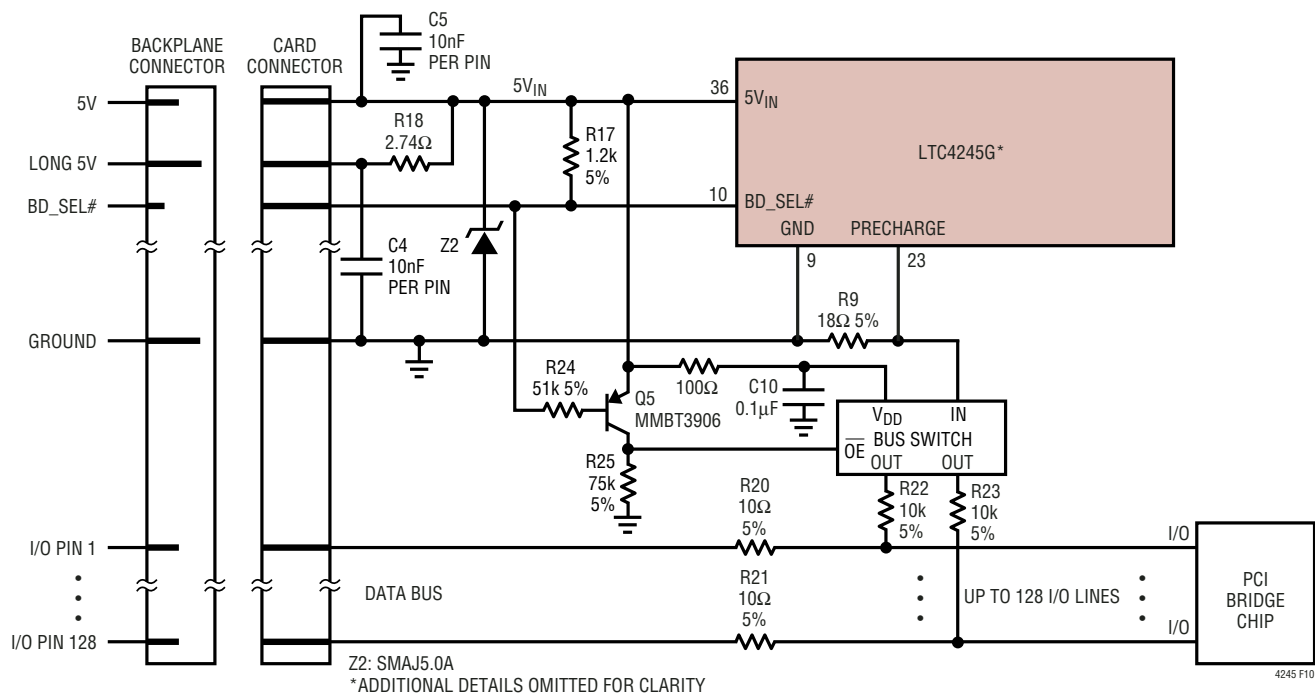 BACKPLANE
CONNECTOR
CARD
CONNECTOR
C5
10nF
PER PIN
5V
LONG 5V
BD_SEL#
GROUND
I/O PIN 1
I/O PIN 128
R18
2.74Ω
5VIN
R17
1.2k
5%
36
5VIN
LTC4245G*
10
BD_SEL#
GND
PRECHARGE
9
23
C4
10nF
PER PIN
Z2
R9
18Ω 5%
R24
51k 5%
Q5
MMBT3906
100Ω
C10
0.1µF
VDD
IN
BUS SWITCH
OE
OUT
OUT
R25
75k
5%
R20
10Ω
5%
R22
10k
5%
R23
10k
5%
I/O
R21
10Ω
5%
DATA BUS
UP TO 128 I/O LINES
PCI
BRIDGE
CHIP
I/O
Z2: SMAJ5.0A
*ADDITIONAL DETAILS OMITTED FOR CLARITY
4245 F10